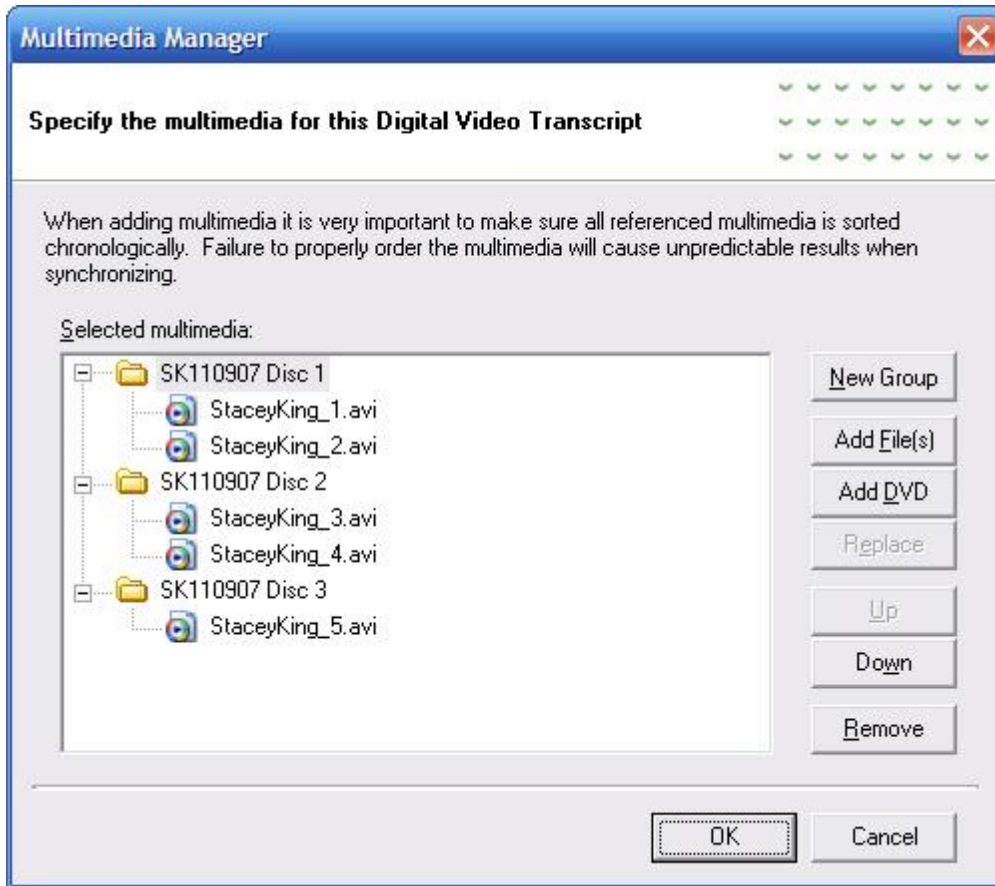 Multimedia Manager
Specify the multimedia for this Digital Video Transcript
When adding multimedia it is very important to make sure all referenced multimedia is sorted
chronologically. Failure to properly order the multimedia will cause unpredictable results when
synchronizing.
Selected multimedia:
SK110907 Disc 1
StaceyKing_1.avi
StaceyKing_2.avi
SK110907 Disc 2
StaceyKing_3.avi
StaceyKing_4.avi
SK110907 Disc 3
StaceyKing_5.avi
New Group
Add File(s)
Add DVD
Replace
Up
Down
Remove
OK
Cancel